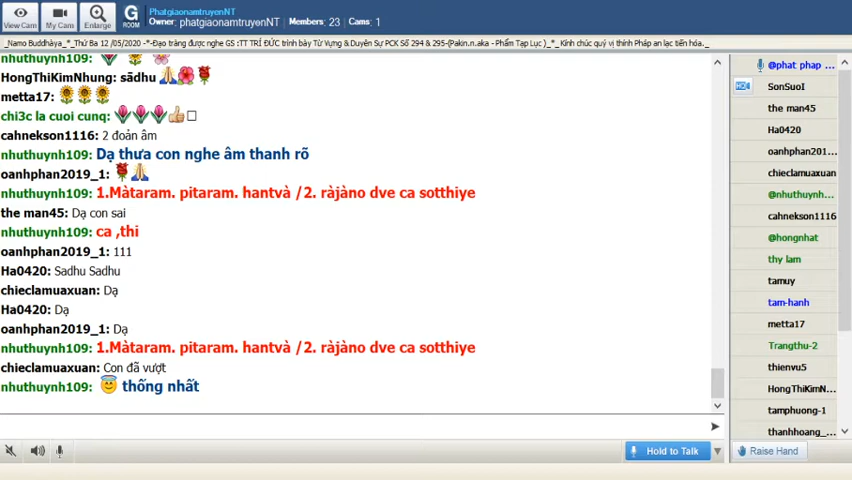 View Cam
My Cam
Enlarge
G
ROOM
PhatgiaonamtruyenNT
Owner: phatgiaonamtruyenNT Members: 23 Cams: 1
_Namo Buddhàya_*_Thứ Ba 12 /05/2020 -*-Đạo tràng được nghe GS :TT TRÍ ĐỨC trình bày Từ Vựng & Duyên Sự PCK Số 294 & 295-(Pakin.n.aka - Phẩm Tạp Lục )_*_Kính chúc quý vị thính Pháp an lạc tiến hóa._
nhuthuynh109:
HongThiKimNhung: sādhu 🙏🌺🌹
metta17: 🌻🌻🌻
chi3c la cuoi cunq: 🌷🌷🌷👍□
cahnekson1116: 2 đoản âm
nhuthuynh109: Dạ thưa con nghe âm thanh rõ
oanhphan2019_1: 🌹🙏
nhuthuynh109: 1.Màtaram. pitaram. hantvà /2. ràjàno dve ca sotthiye
the man45: Dạ con sai
nhuthuynh109: ca ,thi
oanhphan2019_1: 111
Ha0420: Sadhu Sadhu
chieclamuaxuan: Dạ
Ha0420: Dạ
oanhphan2019_1: Dạ
nhuthuynh109: 1.Màtaram. pitaram. hantvà /2. ràjàno dve ca sotthiye
chieclamuaxuan: Con đã vượt
nhuthuynh109: 😇 thống nhất
Hold to Talk
@phat phap ...
SonSuoI
the man45
Ha0420
oanhphan201...
chieclamuaxuan
@nhuthuynh...
cahnekson1116
@hongnhat
thy lam
tamuy
tam-hanh
metta17
Trangthu-2
thienvu5
HongThiKimN...
tamphuong-1
thanhhoang_...
Raise Hand